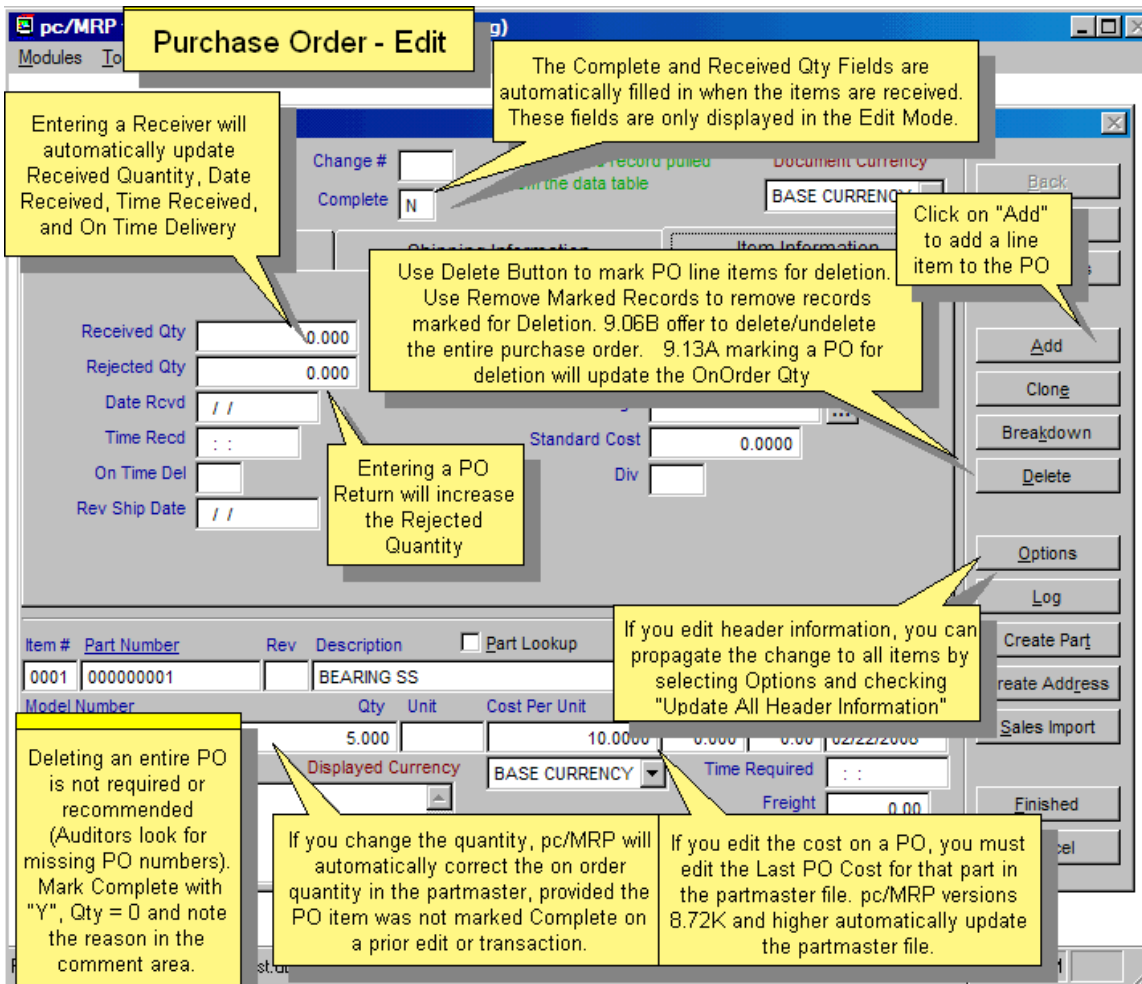 pc/MRP
g)
Purchase Order - Edit
Modules
The Complete and Received Qty Fields are
automatically filled in when the items are received.
These fields are only displayed in the Edit Mode.
Entering a Receiver will
automatically update
Received Quantity, Date
Received, Time Received,
and On Time Delivery
Change #
record pulled
Document Currency
Complete N
the data table
BASE CURRENCY
Back
Click on "Add"
to add a line
item to the PO
Shipping Information
Item Information
Use Delete Button to mark PO line items for deletion.
Use Remove Marked Records to remove records
marked for Deletion. 9.06B offer to delete/undelete
the entire purchase order. 9.13A marking a PO for
deletion will update the OnOrder Qty
Received Qty 0.000
Rejected Qty 0.000
Date Rcvd / /
Time Recd : :
On Time Del
Rev Ship Date / /
...
Standard Cost 0.0000
Div
Entering a PO
Return will increase
the Rejected
Quantity
Add
Clone
Breakdown
Delete
Options
Log
Create Part
reate Address
Sales Import
Finished
cel
If you edit header information, you can
propagate the change to all items by
selecting Options and checking
"Update All Header Information"
Item # Part Number Rev Description Part Lookup
0001 000000001 BEARING SS
Model Number Qty Unit Cost Per Unit
5.000 10.0000 0.000 0.00 02/22/2008
Displayed Currency BASE CURRENCY Time Required : :
Freight 0.00
Deleting an entire PO
is not required or
recommended
(Auditors look for
missing PO numbers).
Mark Complete with
"Y", Qty = 0 and note
the reason in the
comment area.
If you change the quantity, pc/MRP will
automatically correct the on order
quantity in the partmaster, provided the
PO item was not marked Complete on
a prior edit or transaction.
If you edit the cost on a PO, you must
edit the Last PO Cost for that part in
the partmaster file. pc/MRP versions
8.72K and higher automatically update
the partmaster file.